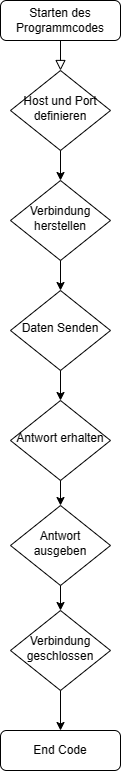 Starten des
Programmcodes
Host und Port
definieren
Verbindung
herstellen
Daten Senden
Antwort erhalten
Antwort
ausgeben
Verbindung
geschlossen
End Code